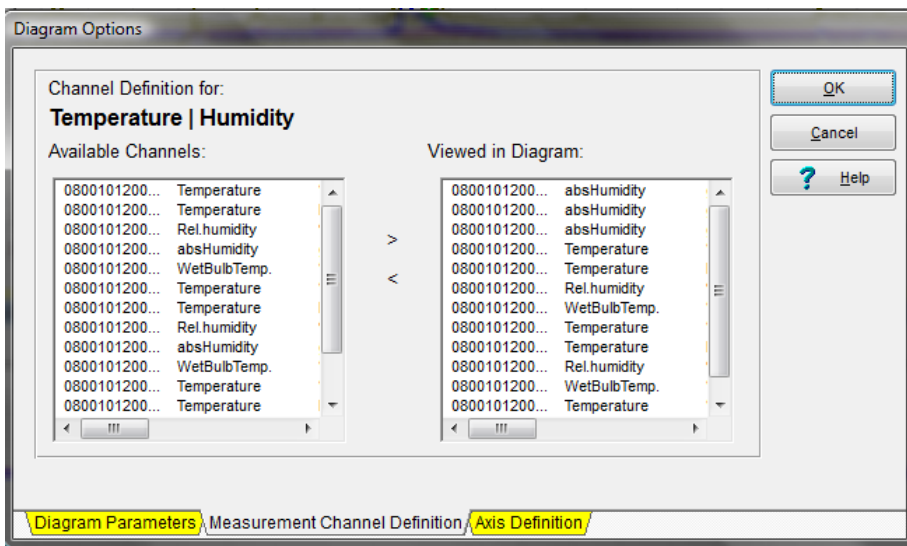 Diagram Options
Channel Definition for:
Temperature | Humidity
Available Channels:
0800101200... Temperature
0800101200... Temperature
0800101200... Rel.humidity
0800101200... absHumidity
0800101200... WetBulbTemp.
0800101200... Temperature
0800101200... Temperature
0800101200... Rel.humidity
0800101200... absHumidity
0800101200... WetBulbTemp.
0800101200... Temperature
0800101200... Temperature
>
<
Viewed in Diagram:
0800101200... absHumidity
0800101200... absHumidity
0800101200... absHumidity
0800101200... Temperature
0800101200... Temperature
0800101200... Rel.humidity
0800101200... WetBulbTemp.
0800101200... Temperature
0800101200... Temperature
0800101200... Rel.humidity
0800101200... WetBulbTemp.
0800101200... Temperature
OK
Cancel
? Help
Diagram Parameters
Measurement Channel Definition
Axis Definition